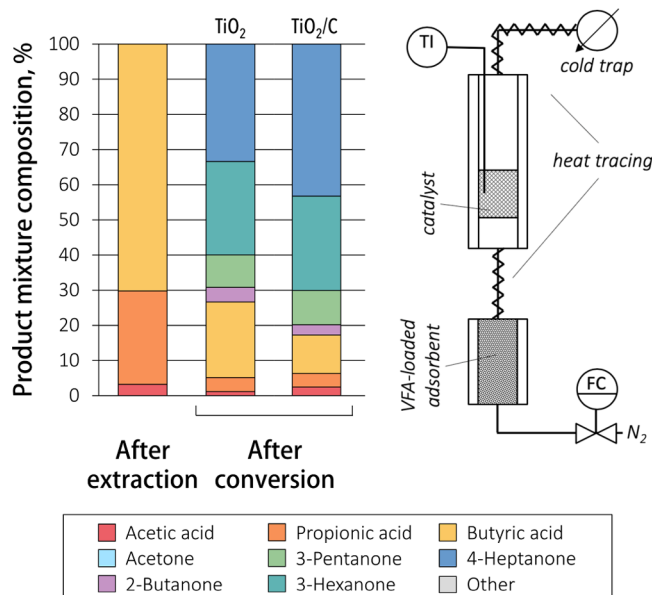 TiO₂ TiO₂/C
Product mixture composition, %
100
90
80
70
60
50
40
30
20
10
0
After extraction
After conversion
TI
cold trap
heat tracing
catalyst
VFA-loaded adsorbent
FC
N₂
Acetic acid Propionic acid Butyric acid
Acetone 3-Pentanone 4-Heptanone
2-Butanone 3-Hexanone Other